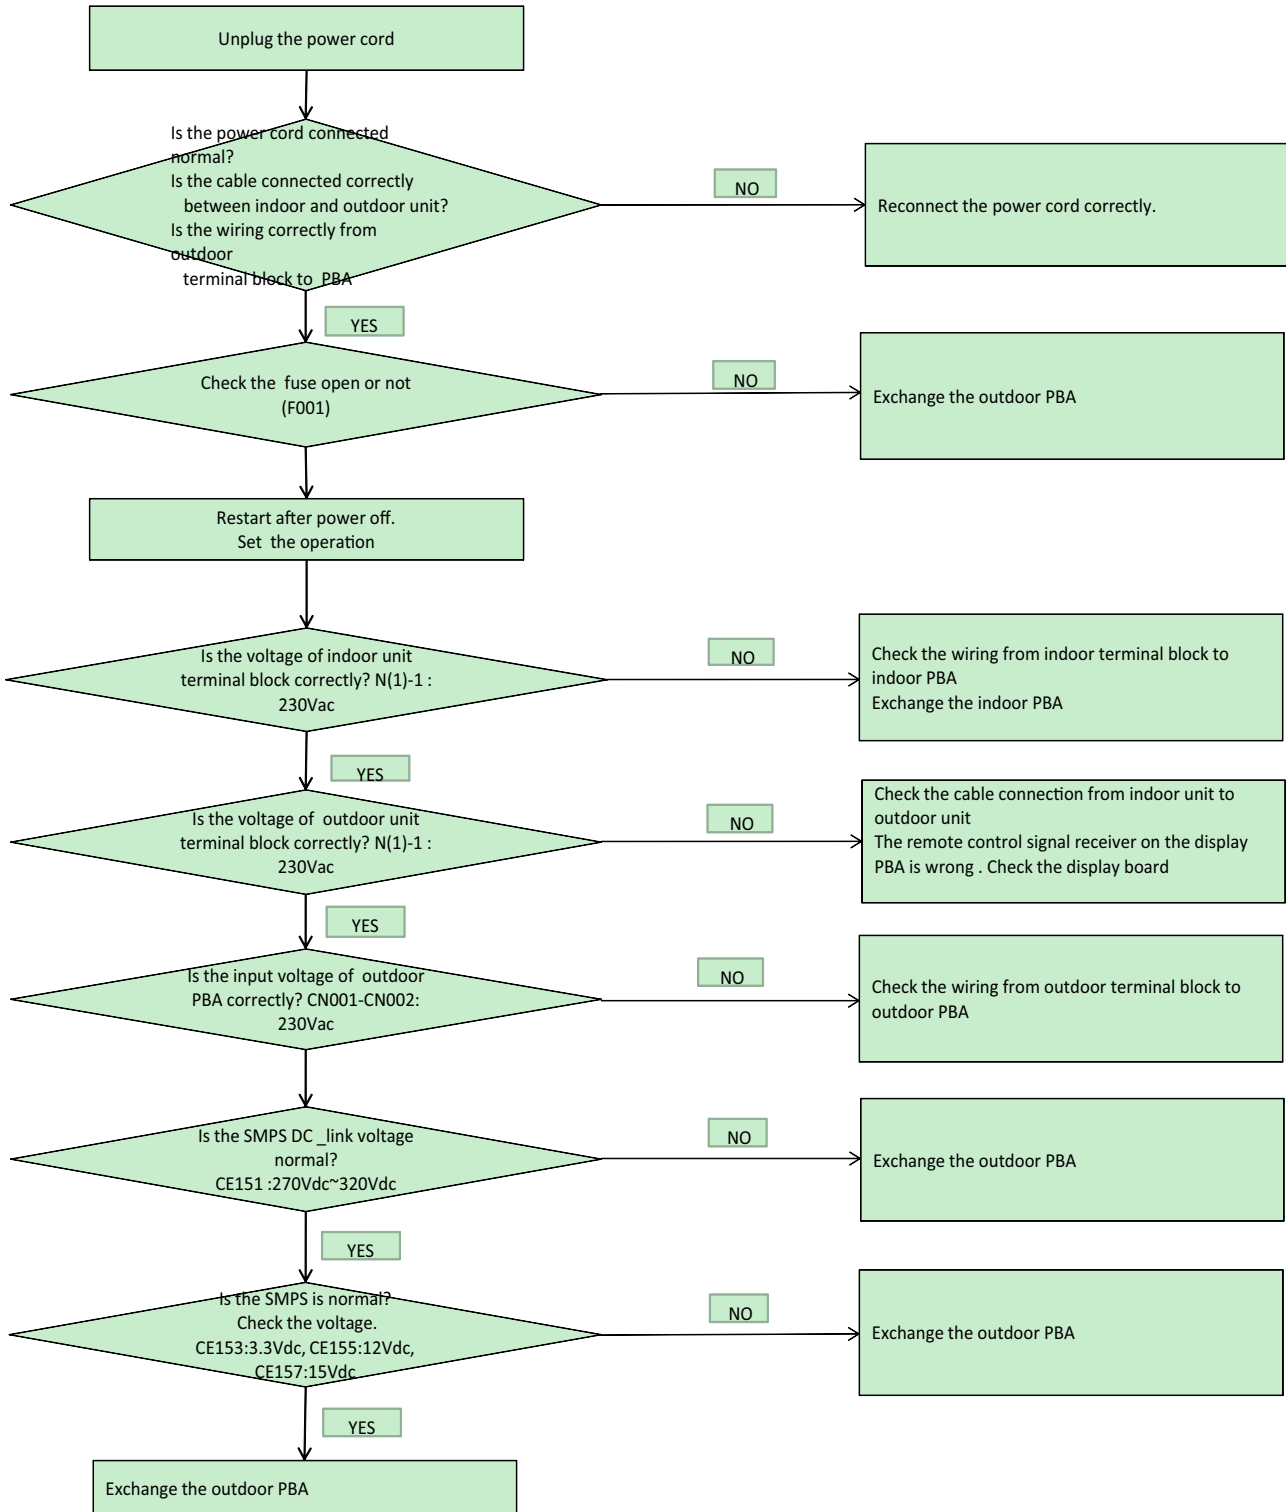 Unplug the power cord
Is the power cord connected
normal?
Is the cable connected correctly
between indoor and outdoor unit?
Is the wiring correctly from
outdoor
terminal block to PBA
NO
Reconnect the power cord correctly.
YES
Check the fuse open or not
(F001)
NO
Exchange the outdoor PBA
Restart after power off.
Set the operation
Is the voltage of indoor unit
terminal block correctly? N(1)-1 :
230Vac
NO
Check the wiring from indoor terminal block to
indoor PBA
Exchange the indoor PBA
YES
Is the voltage of outdoor unit
terminal block correctly? N(1)-1 :
230Vac
NO
Check the cable connection from indoor unit to
outdoor unit
The remote control signal receiver on the display
PBA is wrong . Check the display board
YES
Is the input voltage of outdoor
PBA correctly? CN001-CN002:
230Vac
NO
Check the wiring from outdoor terminal block to
outdoor PBA
Is the SMPS DC _link voltage
normal?
CE151 :270Vdc~320Vdc
NO
Exchange the outdoor PBA
YES
Is the SMPS is normal?
Check the voltage.
CE153:3.3Vdc, CE155:12Vdc,
CE157:15Vdc
NO
Exchange the outdoor PBA
YES
Exchange the outdoor PBA